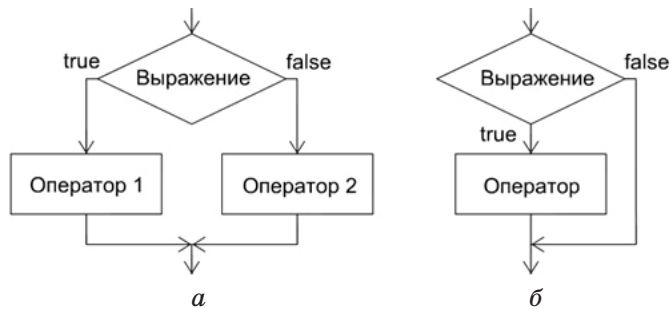 true
false
Выражение
Оператор 1
Оператор 2
а
false
Выражение
true
Оператор
б